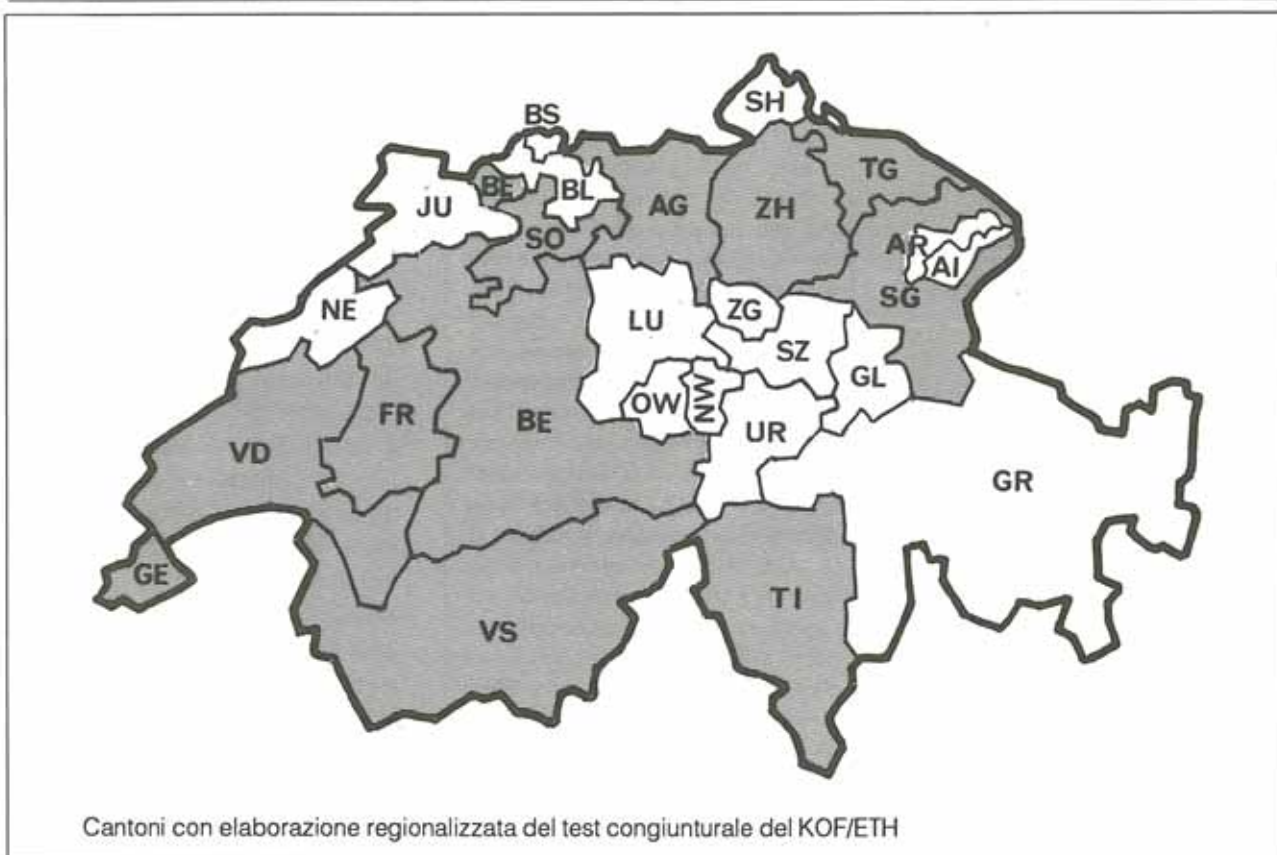 SH
BS
TG
BE
BL
AG
ZH
JU
SO
AR
AI
NE
LU
ZG
SG
SZ
GL
OW
NW
FR
BE
UR
VD
GR
GE
TI
VS
Cantoni con elaborazione regionalizzata del test congiunturale del KOF/ETH